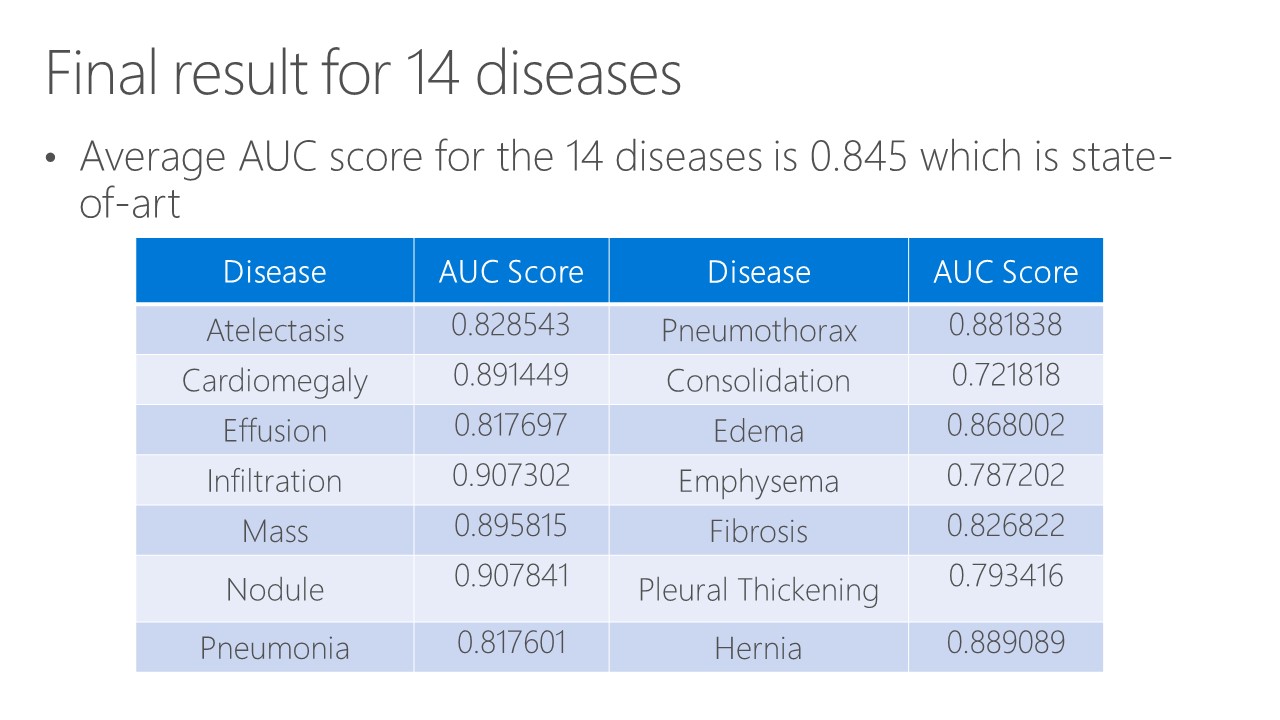 Final result for 14 diseases
• Average AUC score for the 14 diseases is 0.845 which is state-
of-art
Disease AUC Score Disease AUC Score
Atelectasis 0.828543 Pneumothorax 0.881838
Cardiomegaly 0.891449 Consolidation 0.721818
Effusion 0.817697 Edema 0.868002
Infiltration 0.907302 Emphysema 0.787202
Mass 0.895815 Fibrosis 0.826822
Nodule 0.907841 Pleural Thickening 0.793416
Pneumonia 0.817601 Hernia 0.889089